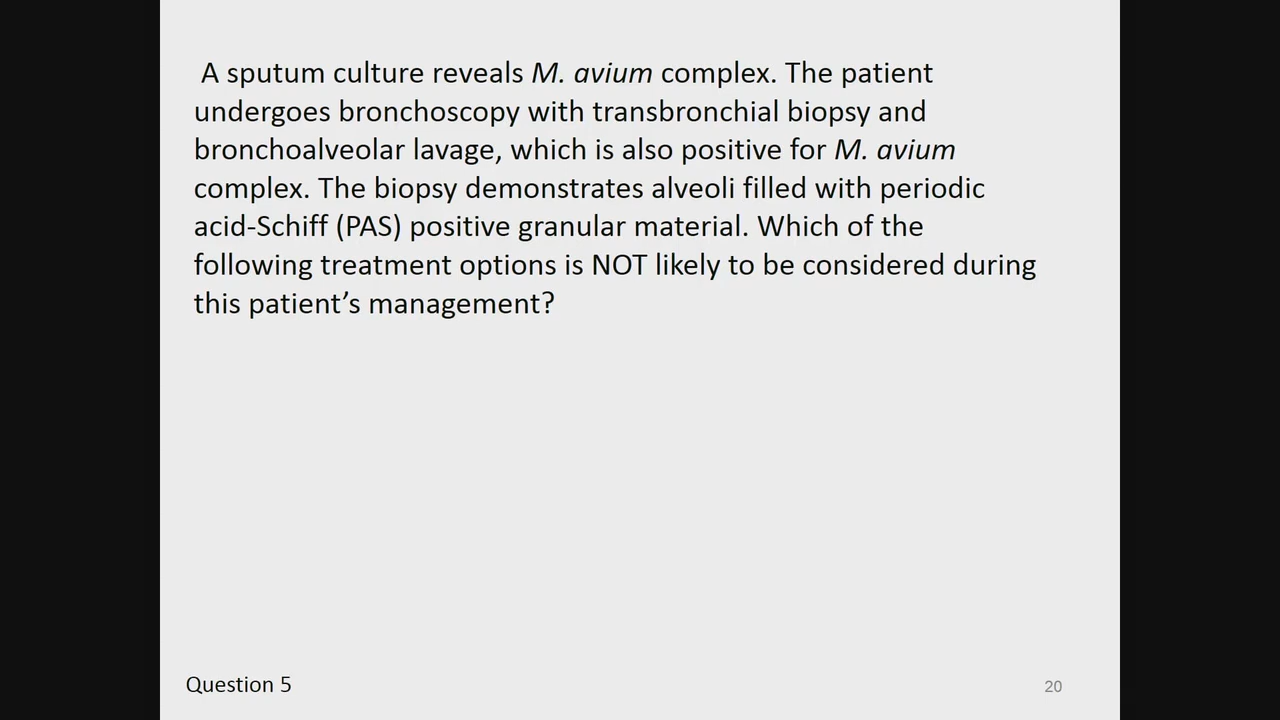 A sputum culture reveals M. avium complex. The patient
undergoes bronchoscopy with transbronchial biopsy and
bronchoalveolar lavage, which is also positive for M. avium
complex. The biopsy demonstrates alveoli filled with periodic
acid-Schiff (PAS) positive granular material. Which of the
following treatment options is NOT likely to be considered during
this patient’s management?
Question 5
20